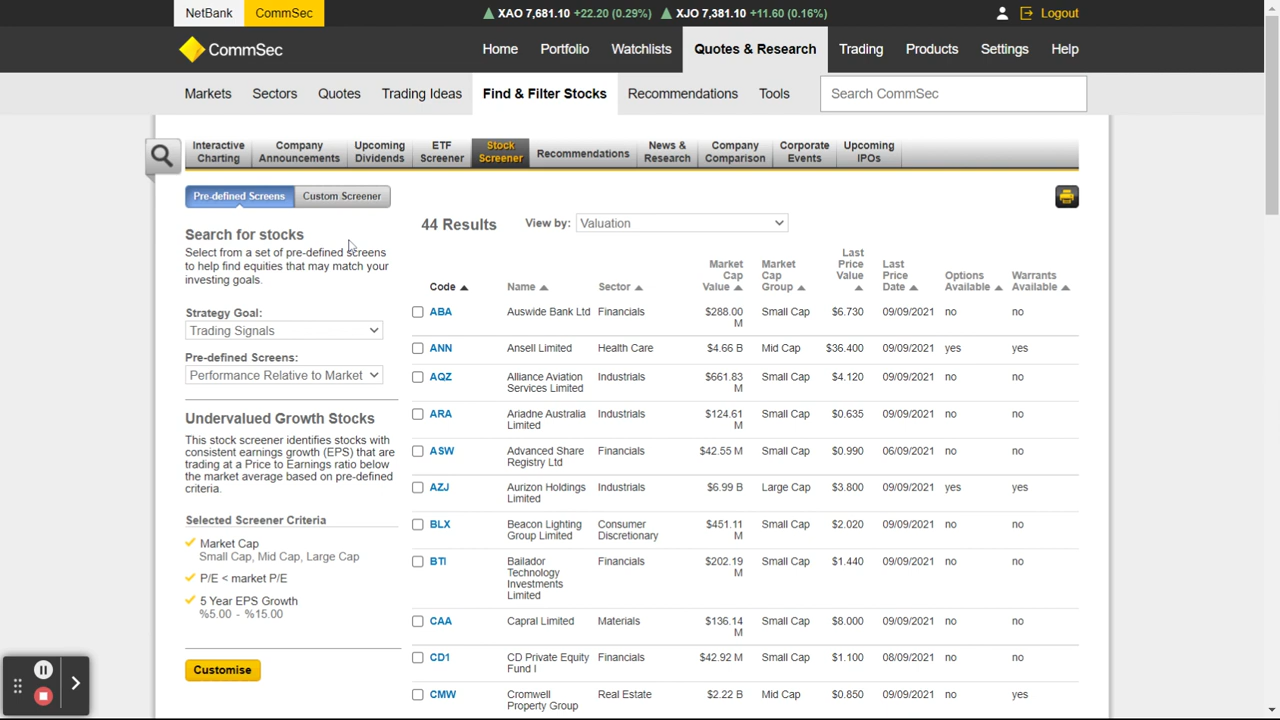 NetBank CommSec XAO 7,681.10 +22.20 (0.29%) XJO 7,381.10 +11.60 (0.16%) Logout
CommSec Home Portfolio Watchlists Quotes & Research Trading Products Settings Help
Markets Sectors Quotes Trading Ideas Find & Filter Stocks Recommendations Tools Search CommSec
Interactive Charting Company Announcements Upcoming Dividends ETF Screener Stock Screener Recommendations News & Research Company Comparison Corporate Events Upcoming IPOs
Pre-defined Screens Custom Screener
Search for stocks
Select from a set of pre-defined screens
to help find equities that may match your
investing goals.
Strategy Goal:
Trading Signals
Pre-defined Screens:
Performance Relative to Market
Undervalued Growth Stocks
This stock screener identifies stocks with
consistent earnings growth (EPS) that are
trading at a Price to Earnings ratio below
the market average based on pre-defined
criteria.
Selected Screener Criteria
Market Cap
Small Cap, Mid Cap, Large Cap
P/E < market P/E
5 Year EPS Growth
%5.00 - %15.00
Customise
44 Results View by: Valuation
Code Name Sector Market Cap Value Market Cap Group Last Price Value Last Price Date Options Available Warrants Available
ABA Auswide Bank Ltd Financials $288.00 M Small Cap $6.730 09/09/2021 no no
ANN Ansell Limited Health Care $4.66 B Mid Cap $36.400 09/09/2021 yes yes
AQZ Alliance Aviation Services Limited Industrials $661.83 M Small Cap $4.120 09/09/2021 no no
ARA Ariadne Australia Limited Industrials $124.61 M Small Cap $0.635 09/09/2021 no no
ASW Advanced Share Registry Ltd Financials $42.55 M Small Cap $0.990 06/09/2021 no no
AZJ Aurizon Holdings Limited Industrials $6.99 B Large Cap $3.800 09/09/2021 yes yes
BLX Beacon Lighting Group Limited Consumer Discretionary $451.11 M Small Cap $2.020 09/09/2021 no no
BTI Bailador Technology Investments Limited Financials $202.19 M Small Cap $1.440 09/09/2021 no no
CAA Capral Limited Materials $136.14 M Small Cap $8.000 09/09/2021 no no
CD1 CD Private Equity Fund I Financials $42.92 M Small Cap $1.100 08/09/2021 no no
CMW Cromwell Property Group Real Estate $2.22 B Mid Cap $0.850 09/09/2021 no yes